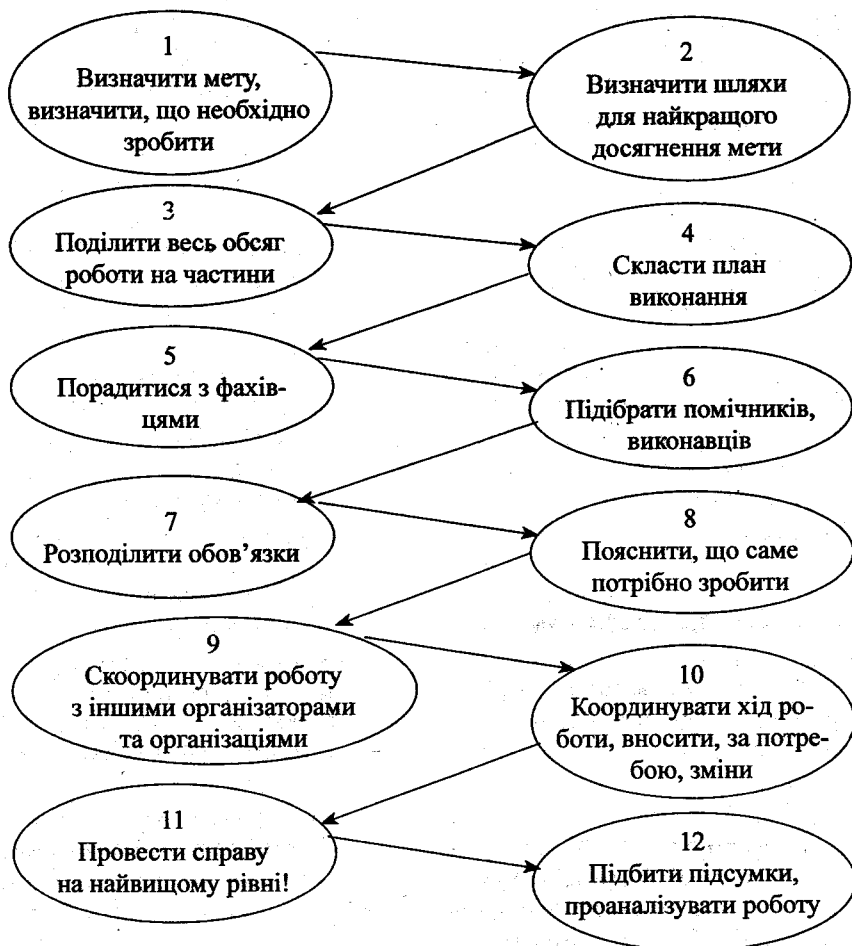 1
Визначити мету,
визначити, що необхідно
зробити
2
Визначити шляхи
для найкращого
досягнення мети
3
Поділити весь обсяг
роботи на частини
4
Скласти план
виконання
5
Порадитися з фахів-
цями
6
Підібрати помічників,
виконавців
7
Розподілити обов’язки
8
Пояснити, що саме
потрібно зробити
9
Скоординувати роботу
з іншими організаторами
та організаціями
10
Координувати хід ро-
боти, вносити, за потре-
бою, зміни
11
Провести справу
на найвищому рівні!
12
Підбити підсумки,
проаналізувати роботу